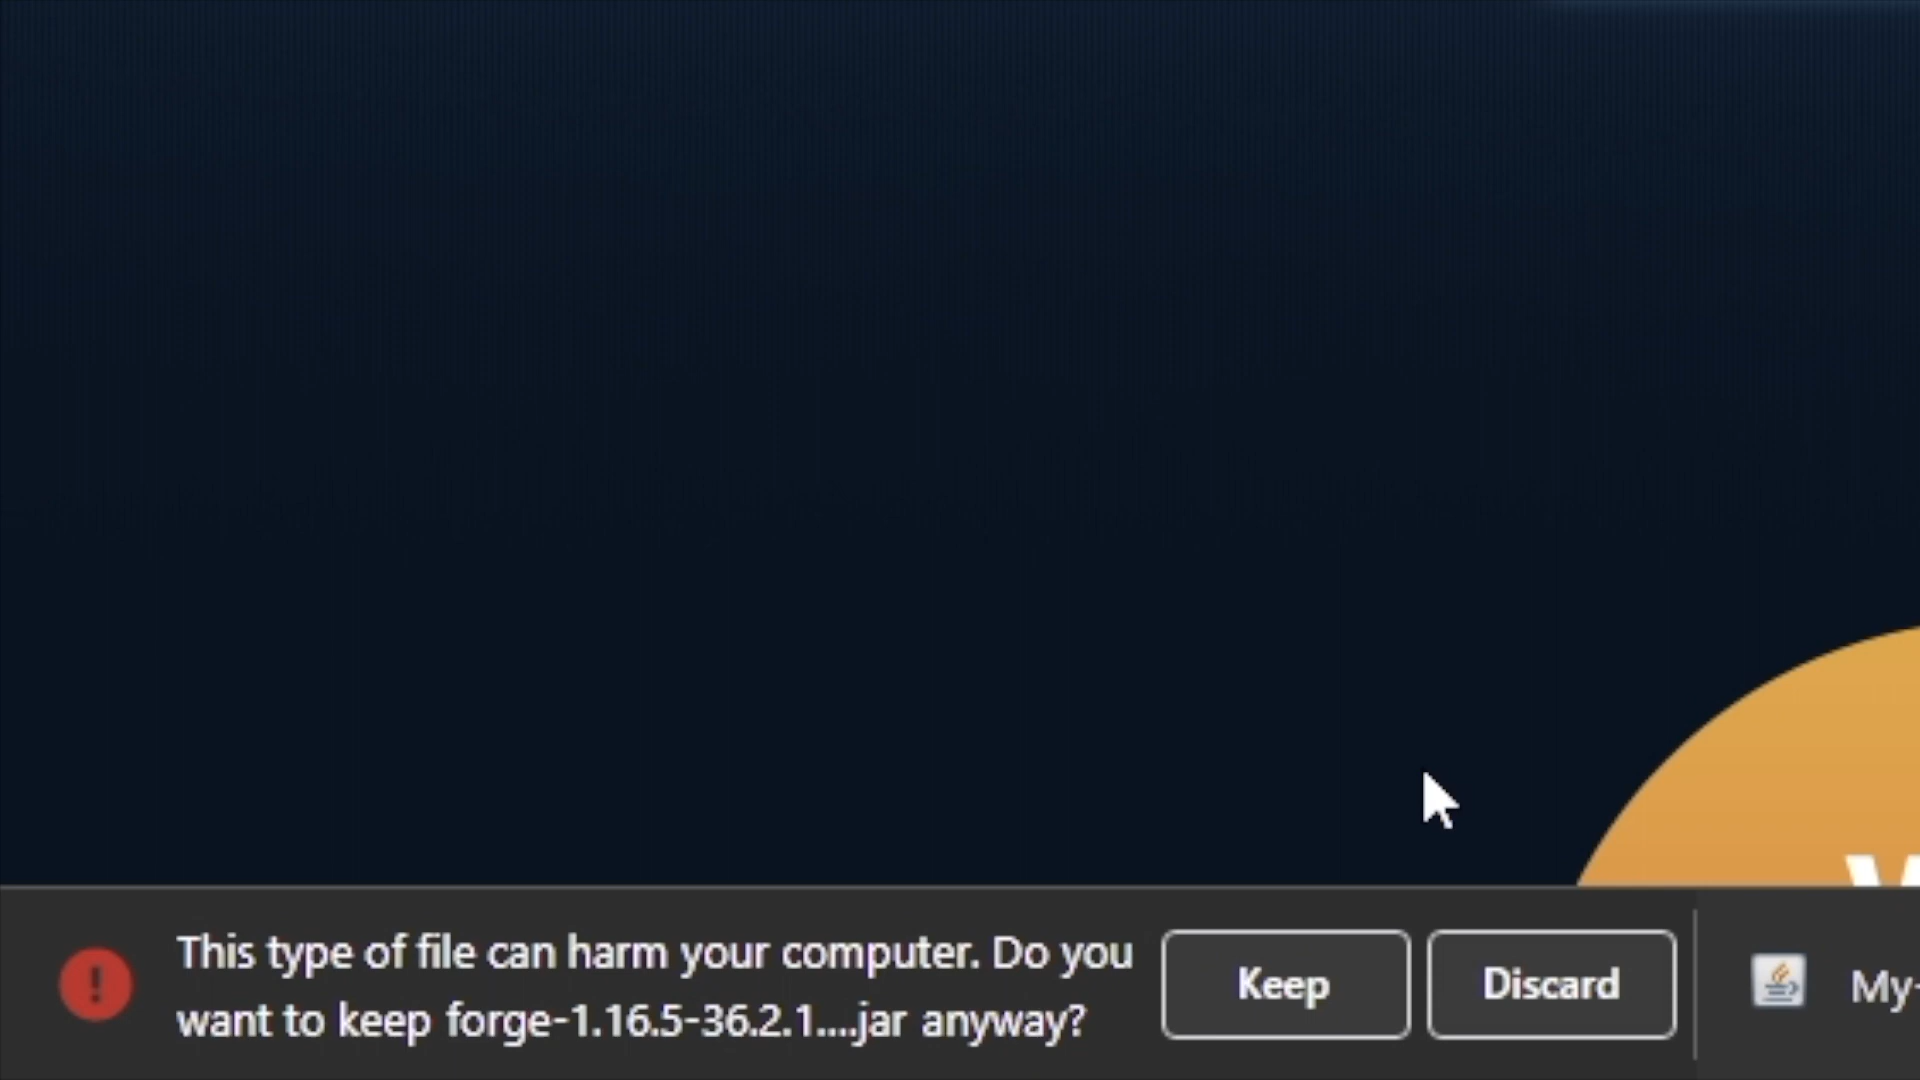 This type of file can harm your computer. Do you
want to keep forge-1.16.5-36.2.1....jar anyway?
Keep
Discard
My-